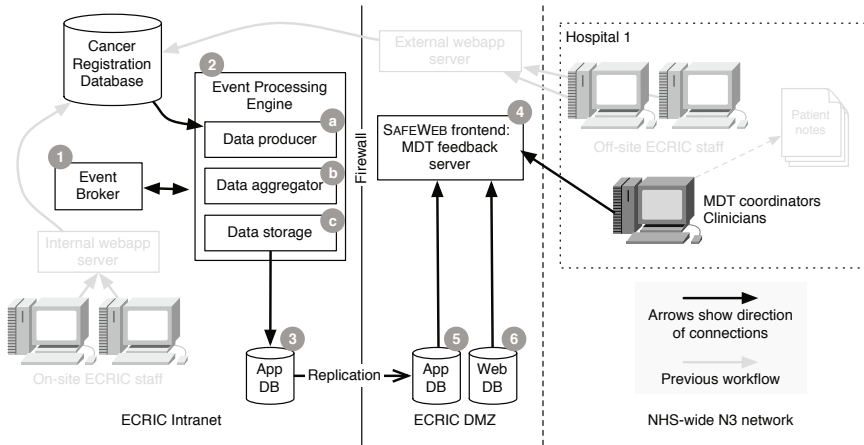 Cancer
Registration
Database
2
Event Processing
Engine
a
Data producer
b
Data aggregator
c
Data storage
1
Event
Broker
Internal webapp
server
On-site ECRIC staff
3
App
DB
Replication
ECRIC Intranet
Firewall
External webapp
server
4
SAFEWEB frontend:
MDT feedback
server
5
App
DB
6
Web
DB
ECRIC DMZ
Hospital 1
Off-site ECRIC staff
Patient
notes
MDT coordinators
Clinicians
Arrows show direction
of connections
Previous workflow
NHS-wide N3 network